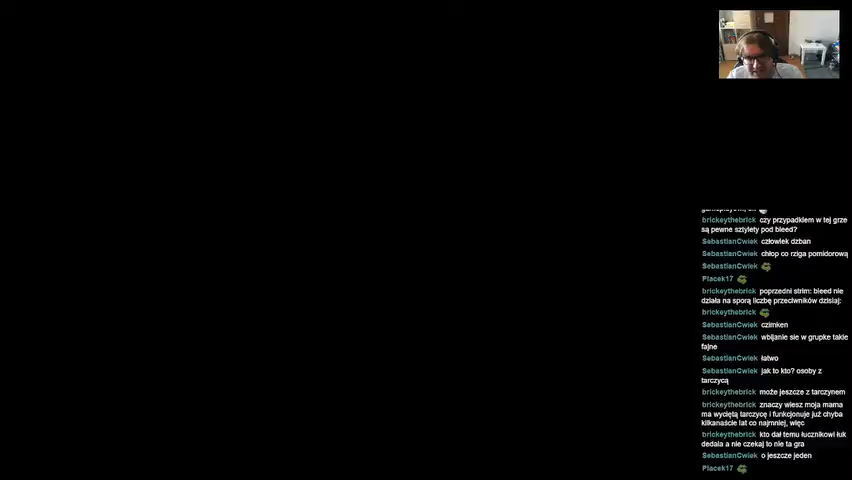 brickeythebrick czy przypadkiem w tej grze
są pewne sztylety pod bleed?
SebastianCwiek człowiek dzban
SebastianCwiek chłop co rziga pomidorową
SebastianCwiek
Placek17
brickeythebrick poprzedni strim: bleed nie
działa na sporą liczbę przeciwników dzisiaj:
brickeythebrick
SebastianCwiek czimken
SebastianCwiek wbijanie sie w grupke takie
fajne
SebastianCwiek łatwo
SebastianCwiek jak to kto? osoby z
tarczycą
brickeythebrick może jeszcze z tarczynem
brickeythebrick znaczy wiesz moja mama
ma wyciętą tarczycę i funkcjonuje już chyba
kilkanaście lat co najmniej, więc
brickeythebrick kto dał temu łucznikowi łuk
dedala a nie czekaj to nie ta gra
SebastianCwiek o jeszcze jeden
Placek17